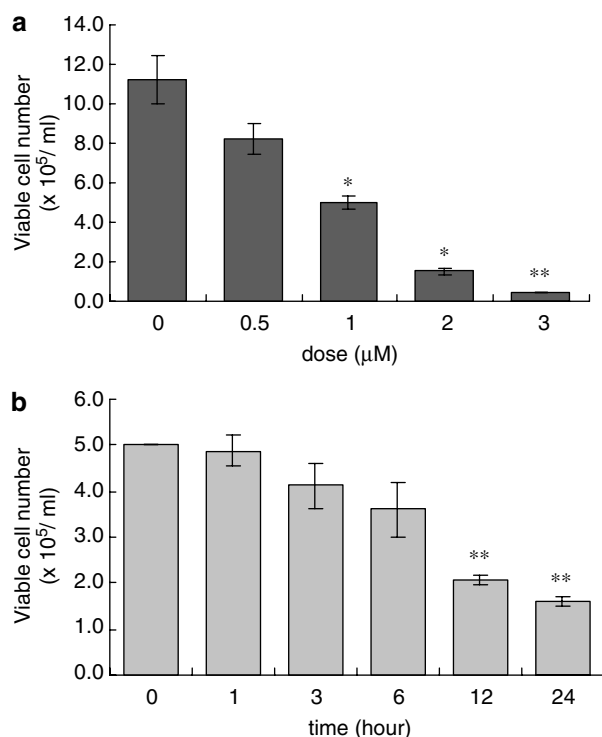 a
Viable cell number
(x 10⁵/ ml)
14.0
12.0
10.0
8.0
6.0
4.0
2.0
0.0
*
*
**
0 0.5 1 2 3
dose (μM)
b
Viable cell number
(x 10⁵/ ml)
6.0
5.0
4.0
3.0
2.0
1.0
0.0
**
**
0 1 3 6 12 24
time (hour)